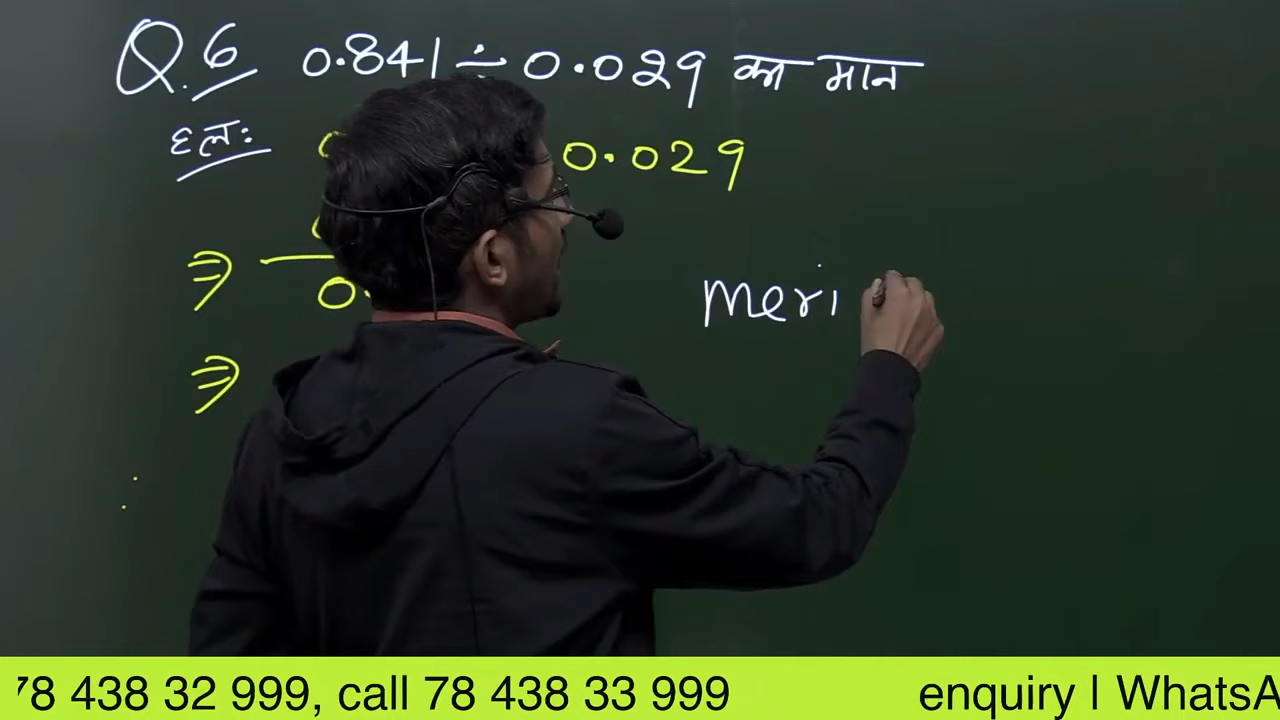 Q.6 0.841 ÷ 0.029 का मान
हलः 0.029
⇒ 0.
⇒
meri
78 438 32 999, call 78 438 33 999 enquiry | WhatsA